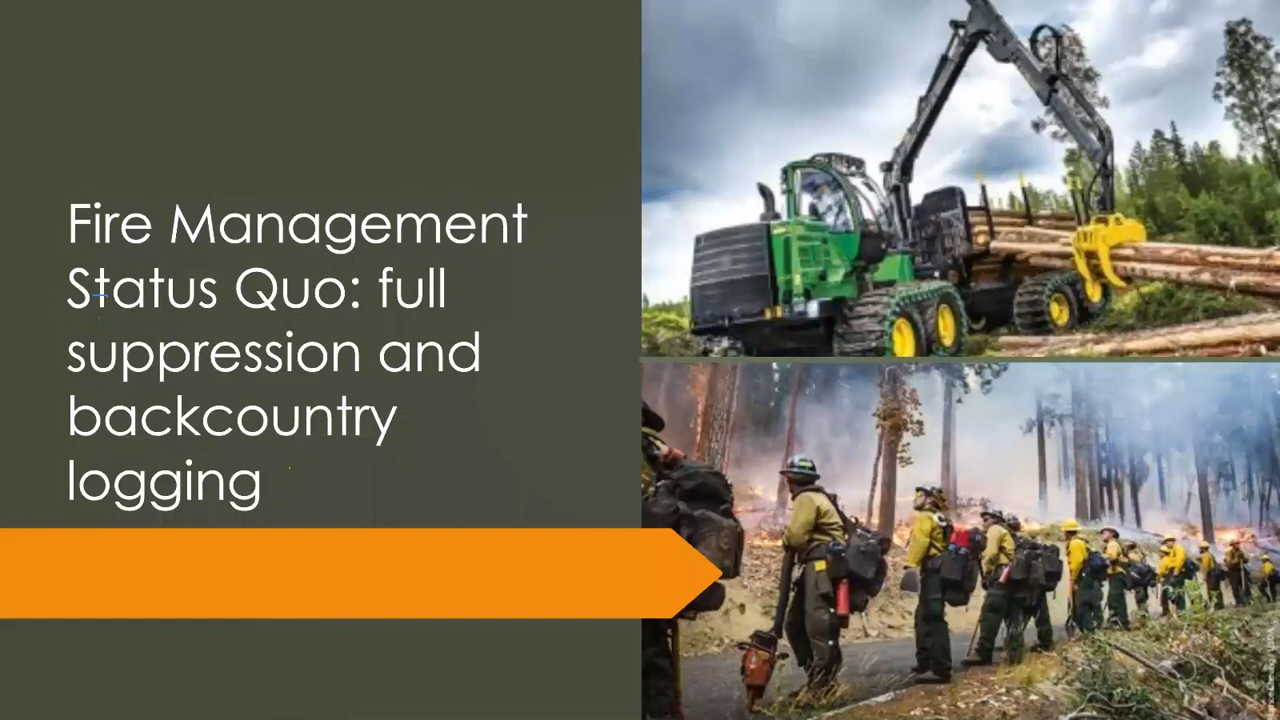 Fire Management
Status Quo: full
suppression and
backcountry
logging